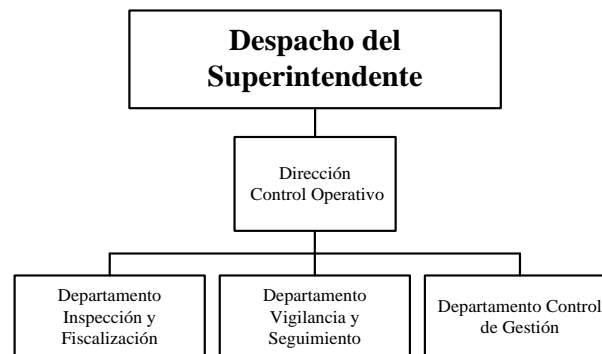 Despacho del
Superintendente
Dirección
Control Operativo
Departamento
Inspección y
Fiscalización
Departamento
Vigilancia y
Seguimiento
Departamento Control
de Gestión